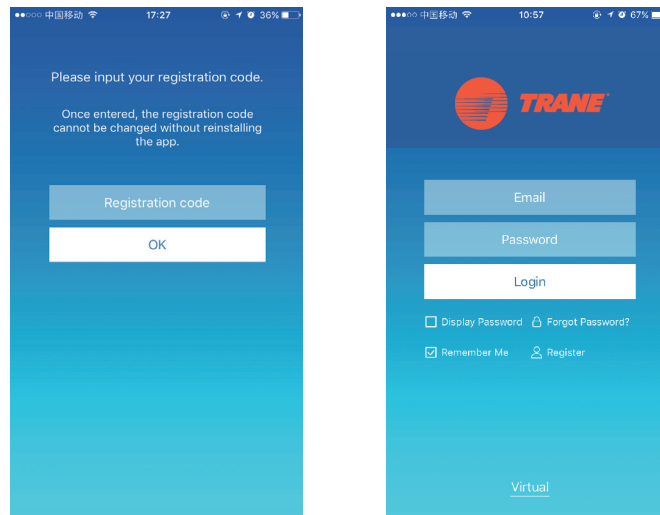 中国移动 17:27 36%
Please input your registration code.
Once entered, the registration code
cannot be changed without reinstalling
the app.
Registration code
OK
中国移动 10:57 67%
TRANE
Email
Password
Login
Display Password Forgot Password?
Remember Me Register
Virtual